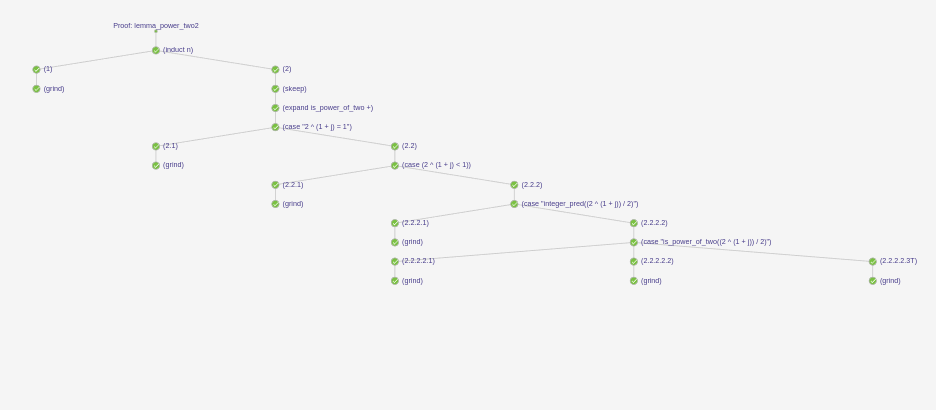 Proof: lemma_power_two2
(induct n)
(1)
(2)
(grind)
(skeep)
(expand is_power_of_two +)
(case "2 ^ (1 + j) = 1")
(2.1)
(2.2)
(grind)
(case (2 ^ (1 + j) < 1))
(2.2.1)
(2.2.2)
(grind)
(case "integer_pred((2 ^ (1 + j)) / 2)")
(2.2.2.1)
(2.2.2.2)
(grind)
(case "is_power_of_two((2 ^ (1 + j)) / 2)")
(2.2.2.2.1)
(2.2.2.2.2)
(2.2.2.2.3T)
(grind)
(grind)
(grind)